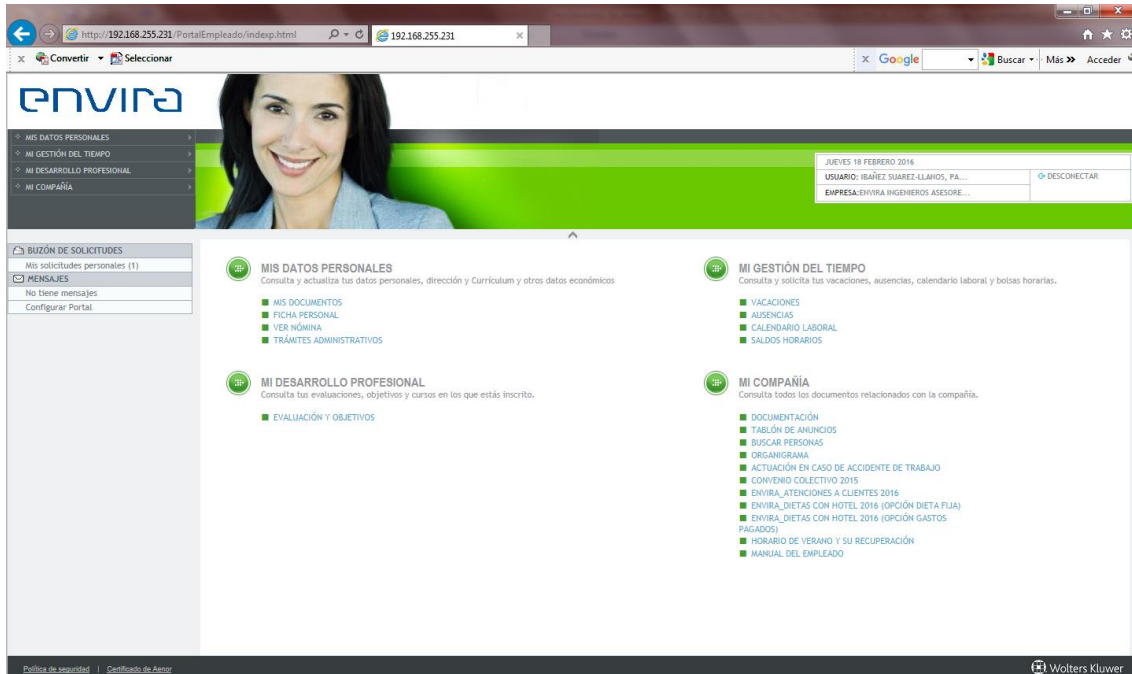 http://192.168.255.231/PortalEmpleado/indexp.html
192.168.255.231
x Convertir Seleccionar
x Google Buscar Más » Acceder
envira
MIS DATOS PERSONALES
MI GESTIÓN DEL TIEMPO
MI DESARROLLO PROFESIONAL
MI COMPAÑÍA
JUEVES 18 FEBRERO 2016
USUARIO: IBAÑEZ SUAREZ-LLANOS, PA...
DESCONECTAR
EMPRESA:ENVIRA INGENIEROS ASESORE...
BUZÓN DE SOLICITUDES
Mis solicitudes personales (1)
MENSAJES
No tiene mensajes
Configurar Portal
MIS DATOS PERSONALES
Consulta y actualiza tus datos personales, dirección y Currículum y otros datos económicos
MIS DOCUMENTOS
FICHA PERSONAL
VER NÓMINA
TRÁMITES ADMINISTRATIVOS
MI GESTIÓN DEL TIEMPO
Consulta y solicita tus vacaciones, ausencias, calendario laboral y bolsas horarias.
VACACIONES
AUSENCIAS
CALENDARIO LABORAL
SALDOS HORARIOS
MI DESARROLLO PROFESIONAL
Consulta tus evaluaciones, objetivos y cursos en los que estás inscrito.
EVALUACIÓN Y OBJETIVOS
MI COMPAÑÍA
Consulta todos los documentos relacionados con la compañía.
DOCUMENTACIÓN
TABLÓN DE ANUNCIOS
BUSCAR PERSONAS
ORGANIGRAMA
ACTUACIÓN EN CASO DE ACCIDENTE DE TRABAJO
CONVENIO COLECTIVO 2015
ENVIRA_ATENCIONES A CLIENTES 2016
ENVIRA_DIETAS CON HOTEL 2016 (OPCIÓN DIETA FIJA)
ENVIRA_DIETAS CON HOTEL 2016 (OPCIÓN GASTOS
PAGADOS)
HORARIO DE VERANO Y SU RECUPERACIÓN
MANUAL DEL EMPLEADO
Política de seguridad | Certificado de Aenor
Wolters Kluwer